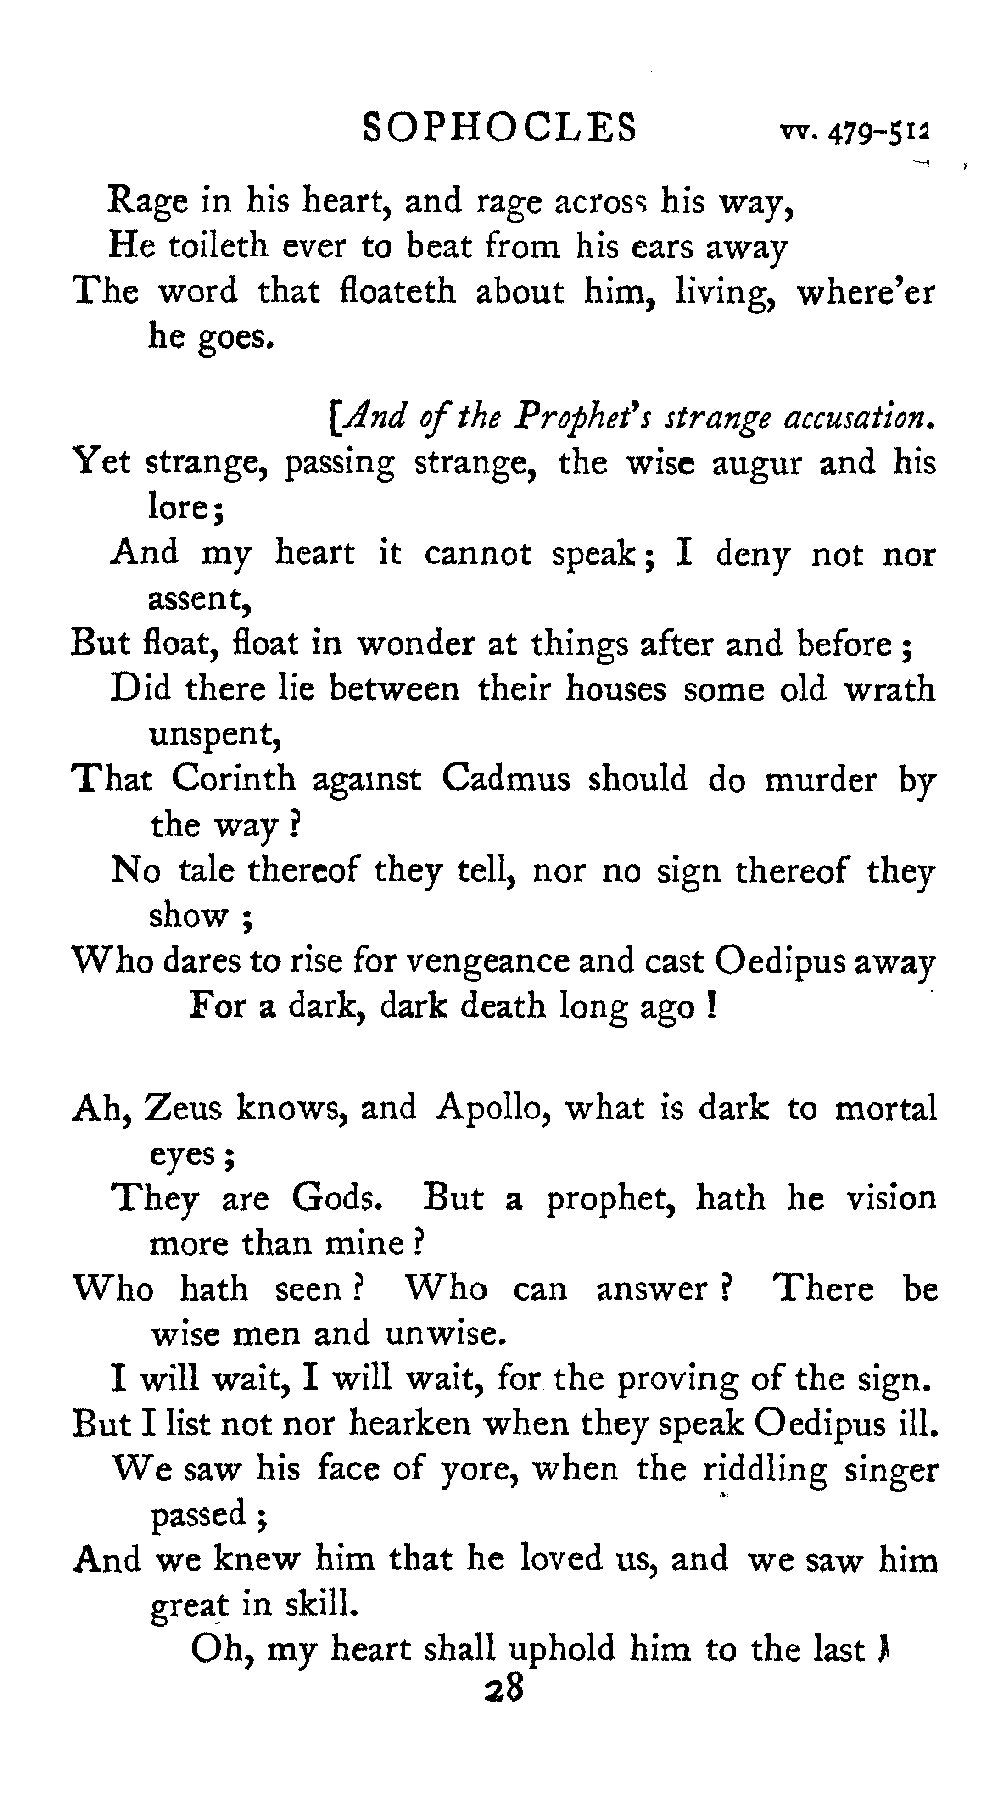 SOPHOCLES vv. 479-512
Rage in his heart, and rage across his way,
He toileth ever to beat from his ears away
The word that floateth about him, living, where'er
he goes.
[And of the Prophet's strange accusation.
Yet strange, passing strange, the wise augur and his
lore;
And my heart it cannot speak; I deny not nor
assent,
But float, float in wonder at things after and before;
Did there lie between their houses some old wrath
unspent,
That Corinth against Cadmus should do murder by
the way?
No tale thereof they tell, nor no sign thereof they
show;
Who dares to rise for vengeance and cast Oedipus away
For a dark, dark death long ago!
Ah, Zeus knows, and Apollo, what is dark to mortal
eyes;
They are Gods. But a prophet, hath he vision
more than mine?
Who hath seen? Who can answer? There be
wise men and unwise.
I will wait, I will wait, for the proving of the sign.
But I list not nor hearken when they speak Oedipus ill.
We saw his face of yore, when the riddling singer
passed;
And we knew him that he loved us, and we saw him
great in skill.
Oh, my heart shall uphold him to the last!
28